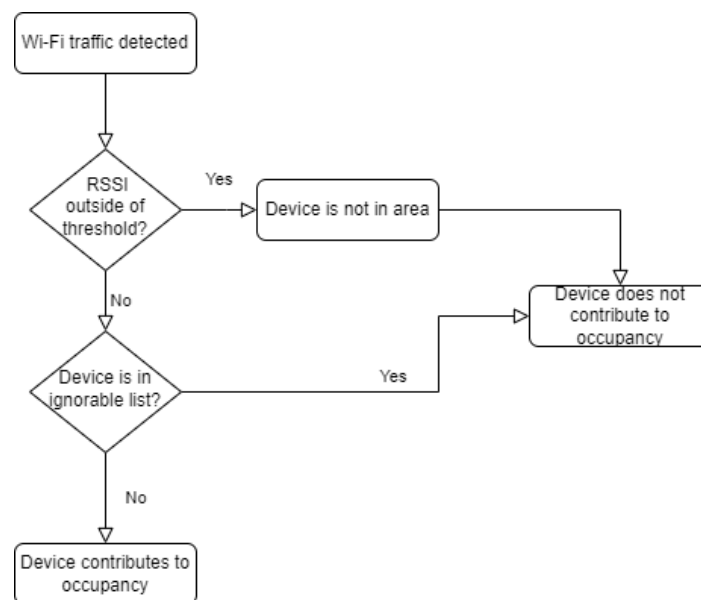 Wi-Fi traffic detected
RSSI
outside of
threshold?
Yes
Device is not in area
No
Device does not
contribute to
occupancy
Device is in
ignorable list?
Yes
No
Device contributes to
occupancy